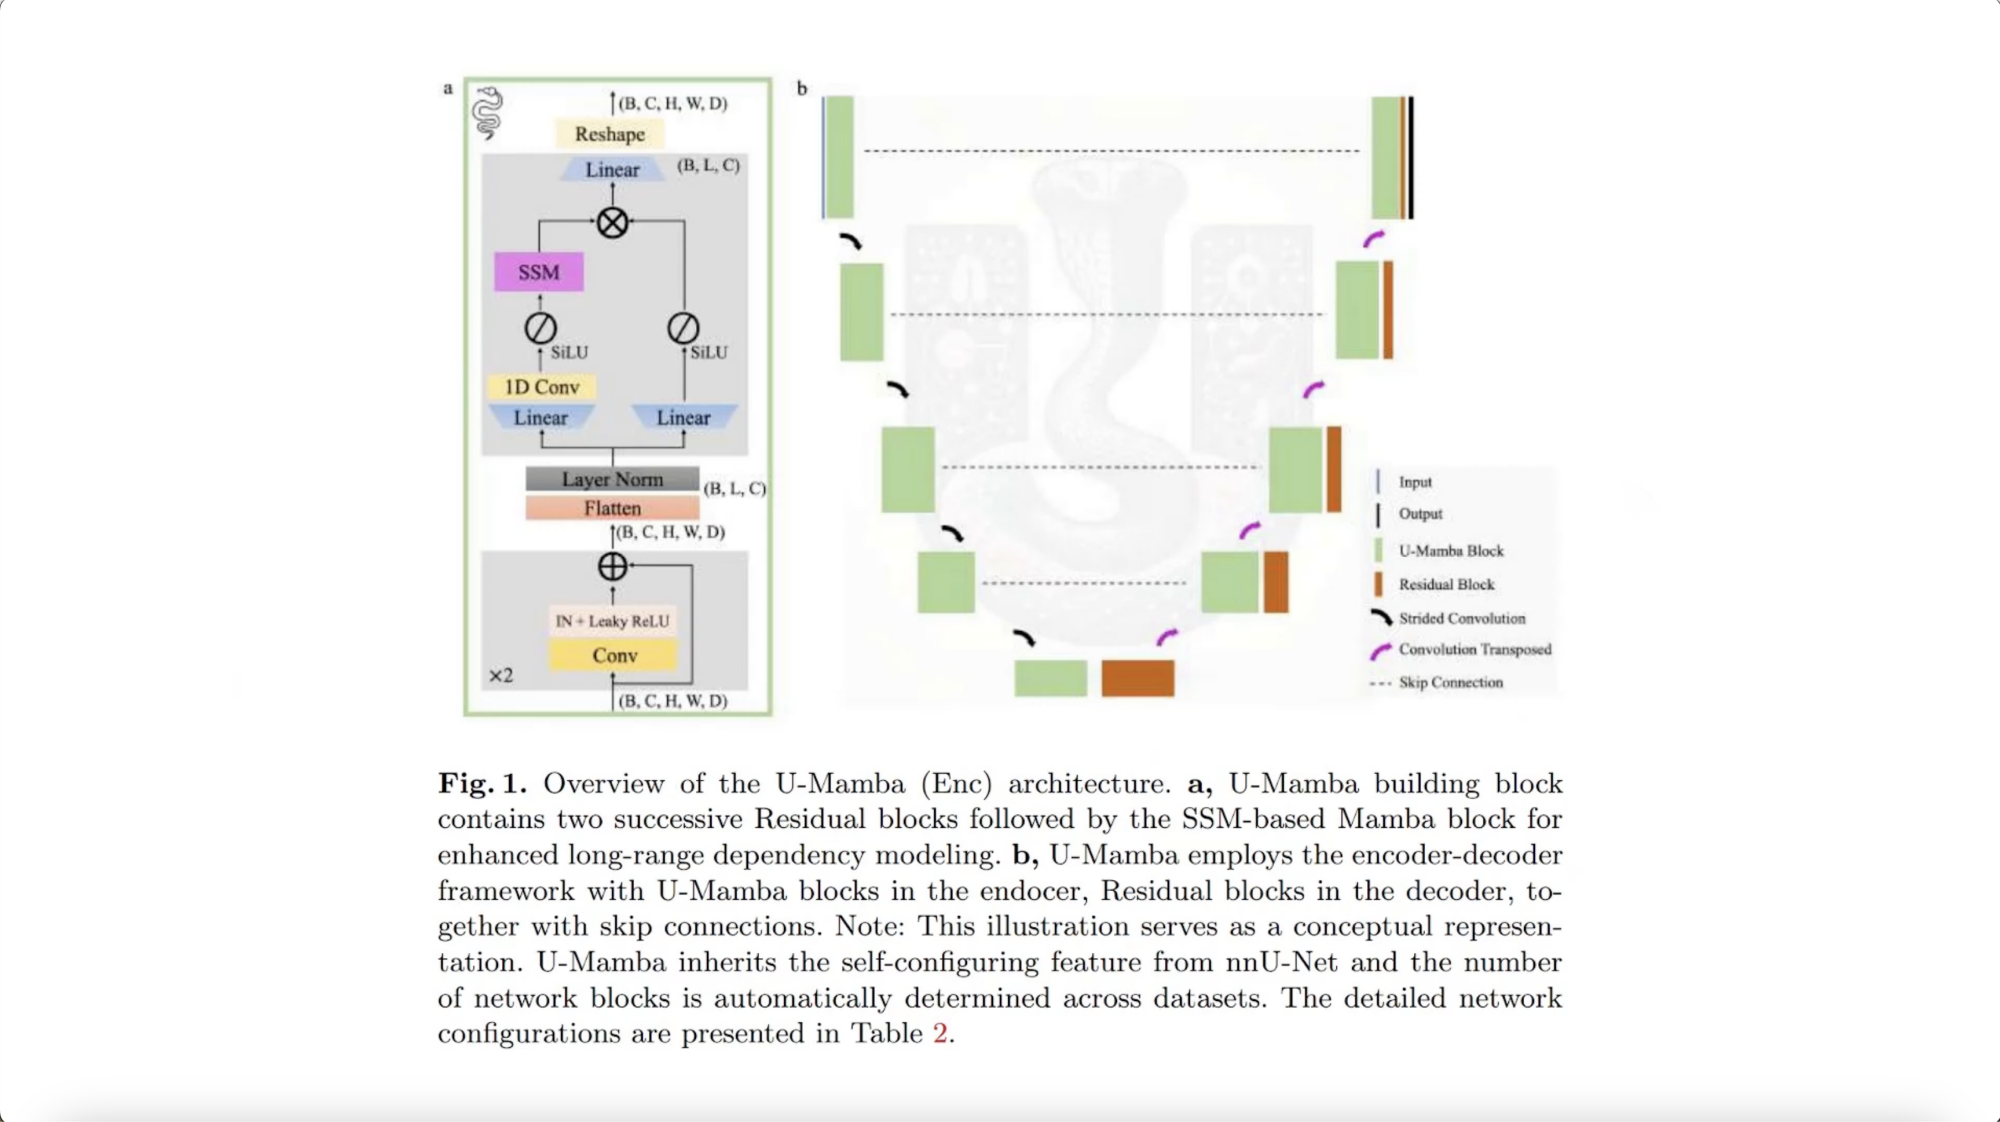 a
(B, C, H, W, D)
Reshape
Linear
(B, L, C)
SSM
SiLU
SiLU
1D Conv
Linear
Linear
Layer Norm
(B, L, C)
Flatten
(B, C, H, W, D)
IN + Leaky ReLU
Conv
×2
(B, C, H, W, D)
b
Input
Output
U-Mamba Block
Residual Block
Strided Convolution
Convolution Transposed
Skip Connection
Fig. 1. Overview of the U-Mamba (Enc) architecture. a, U-Mamba building block
contains two successive Residual blocks followed by the SSM-based Mamba block for
enhanced long-range dependency modeling. b, U-Mamba employs the encoder-decoder
framework with U-Mamba blocks in the endocer, Residual blocks in the decoder, to-
gether with skip connections. Note: This illustration serves as a conceptual represen-
tation. U-Mamba inherits the self-configuring feature from nnU-Net and the number
of network blocks is automatically determined across datasets. The detailed network
configurations are presented in Table 2.